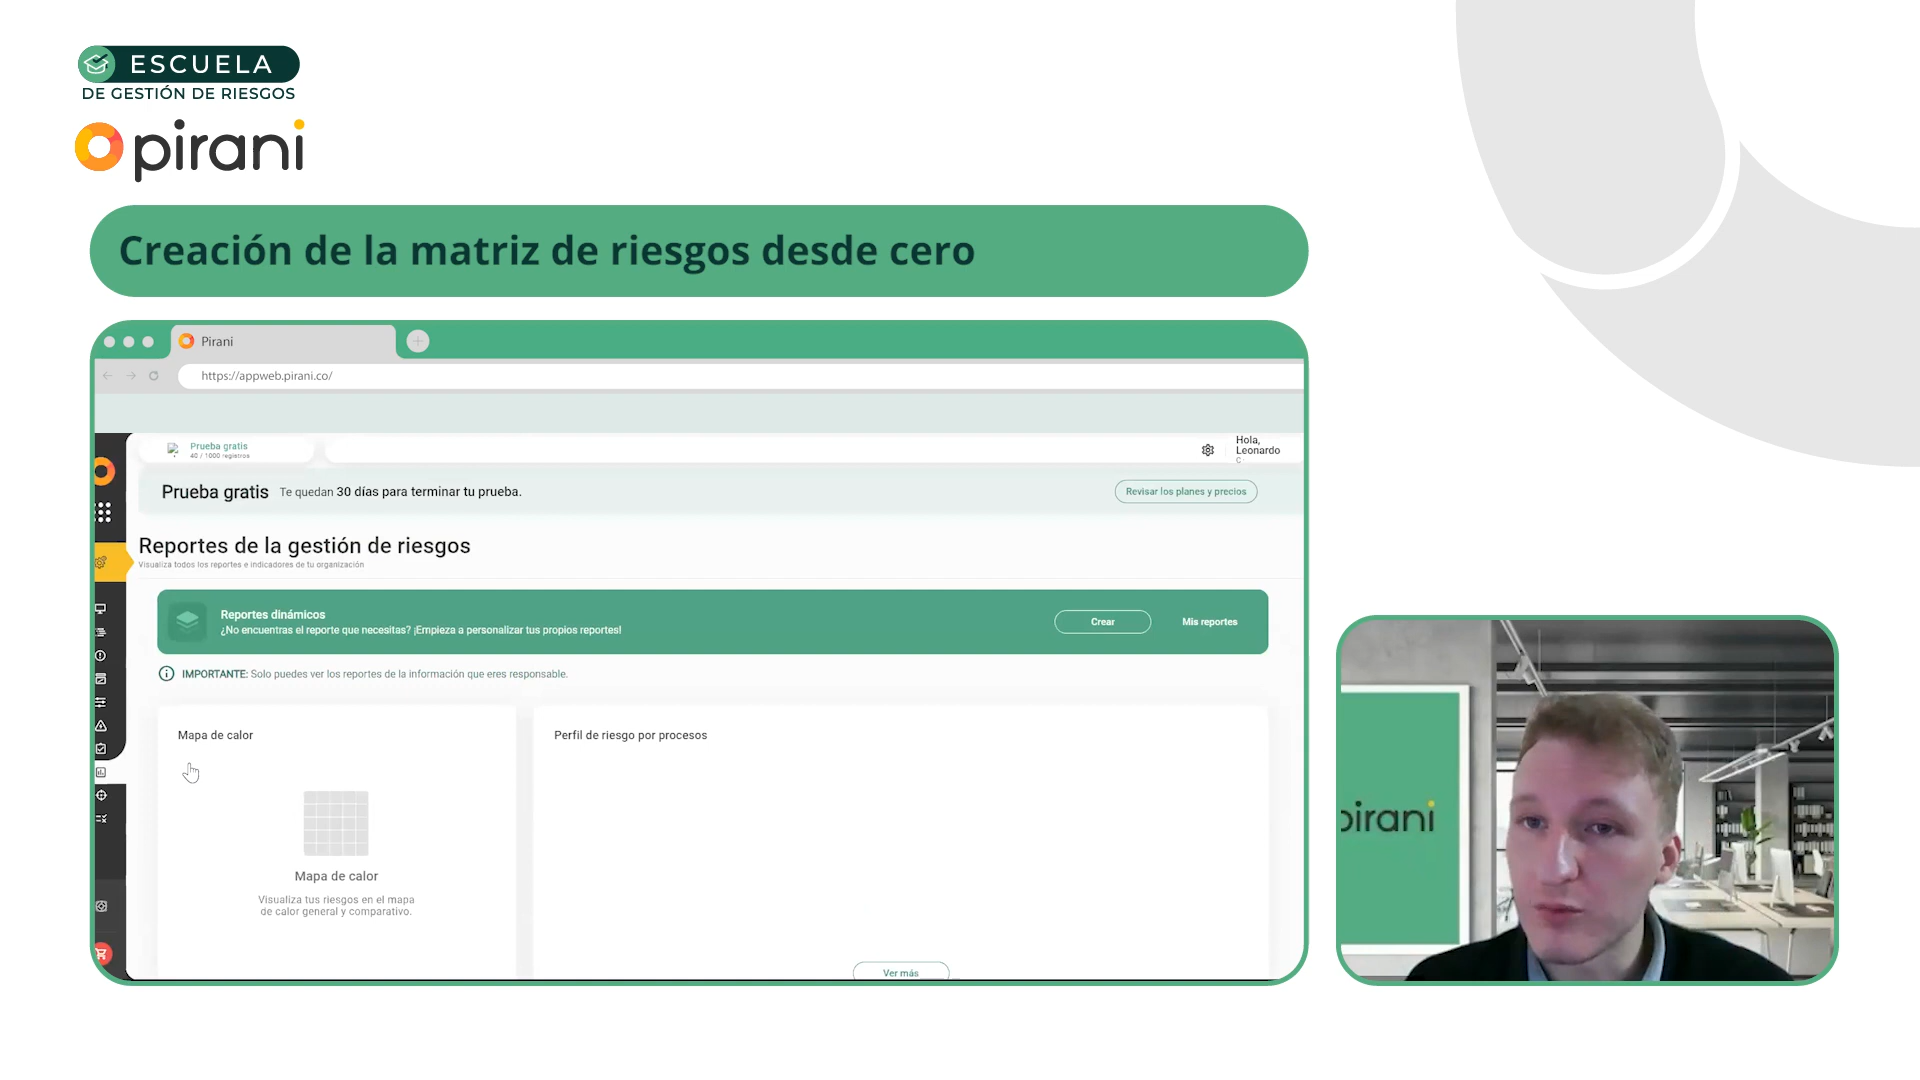 ESCUELA
DE GESTIÓN DE RIESGOS
pirani
Creación de la matriz de riesgos desde cero
Pirani
https://appweb.pirani.co/
Prueba gratis
40 / 1000 registros
Hola,
Leonardo
C
Prueba gratis Te quedan 30 días para terminar tu prueba.
Revisar los planes y precios
Reportes de la gestión de riesgos
Visualiza todos los reportes e indicadores de tu organización
Reportes dinámicos
¿No encuentras el reporte que necesitas? ¡Empieza a personalizar tus propios reportes!
Crear
Mis reportes
IMPORTANTE: Solo puedes ver los reportes de la información que eres responsable.
Mapa de calor
Perfil de riesgo por procesos
Mapa de calor
Visualiza tus riesgos en el mapa
de calor general y comparativo.
Ver más
pirani